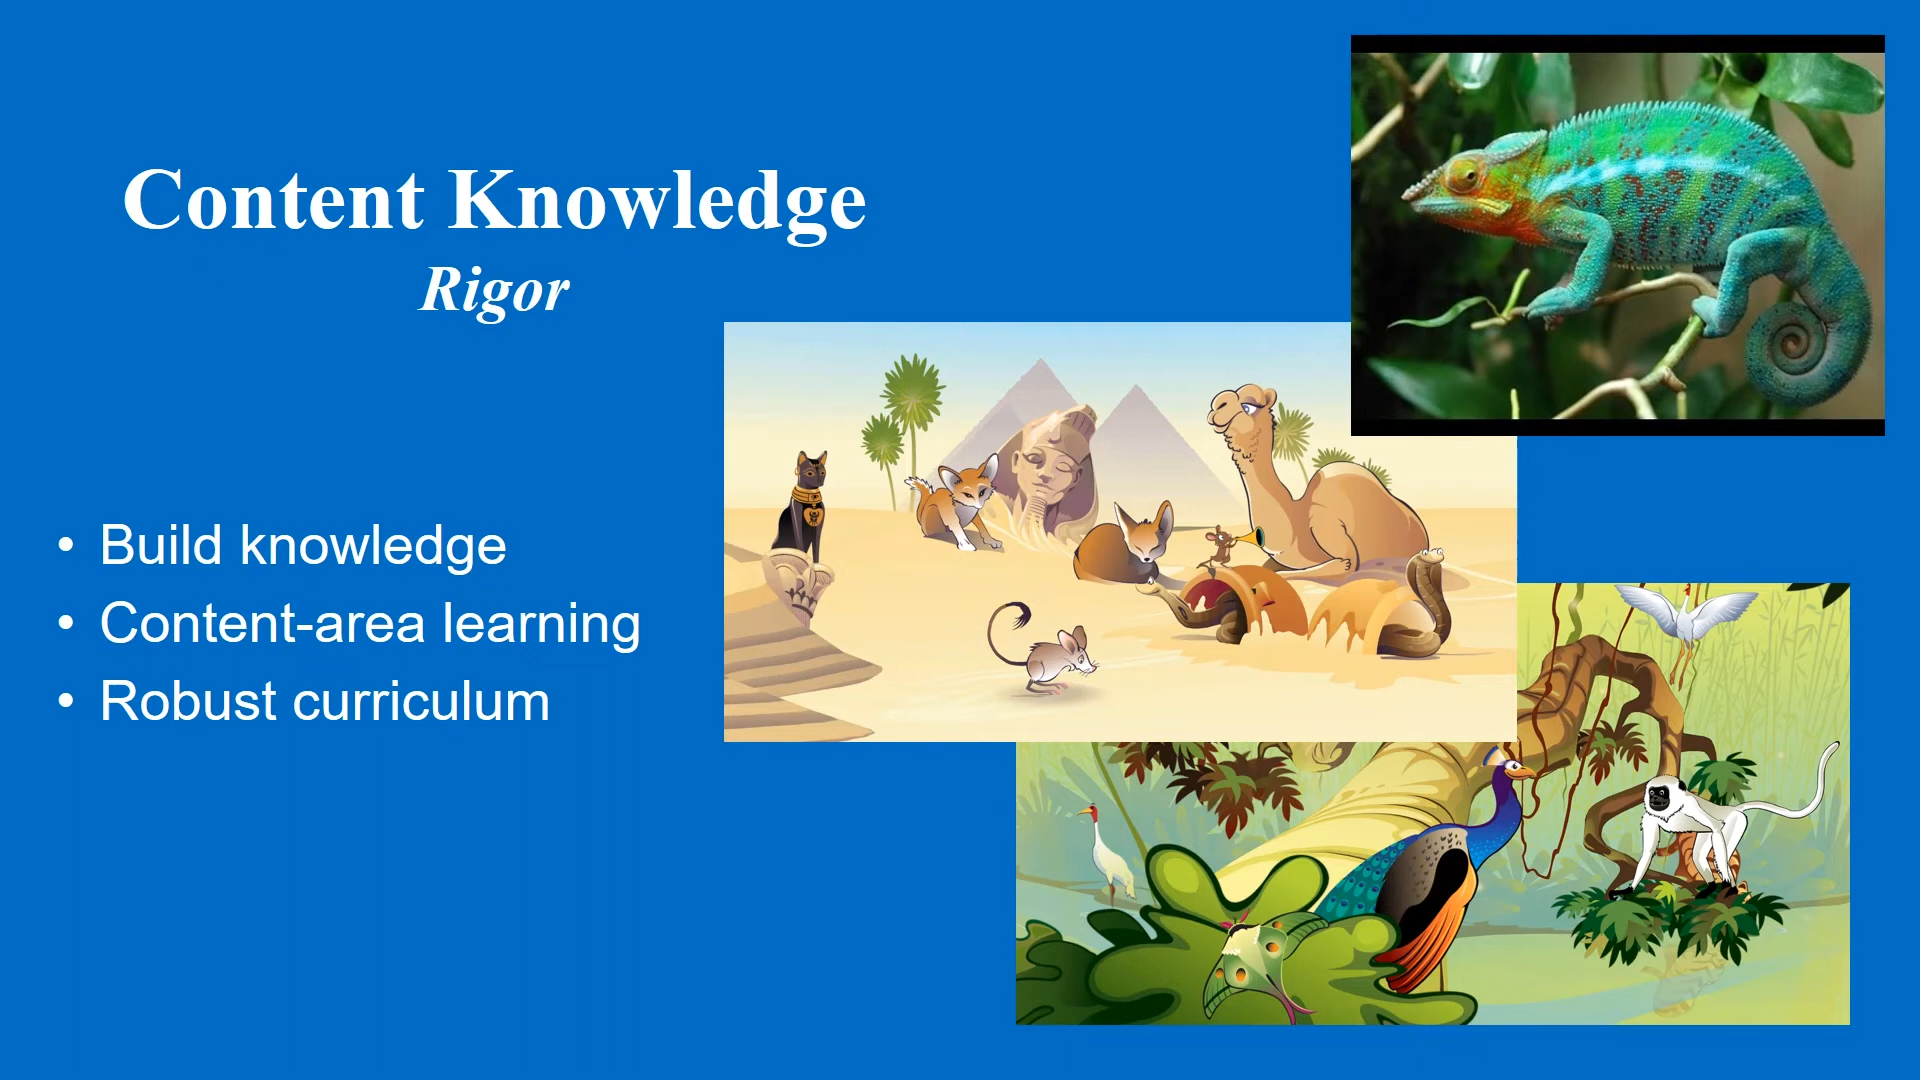 Content Knowledge
Rigor
• Build knowledge
• Content-area learning
• Robust curriculum